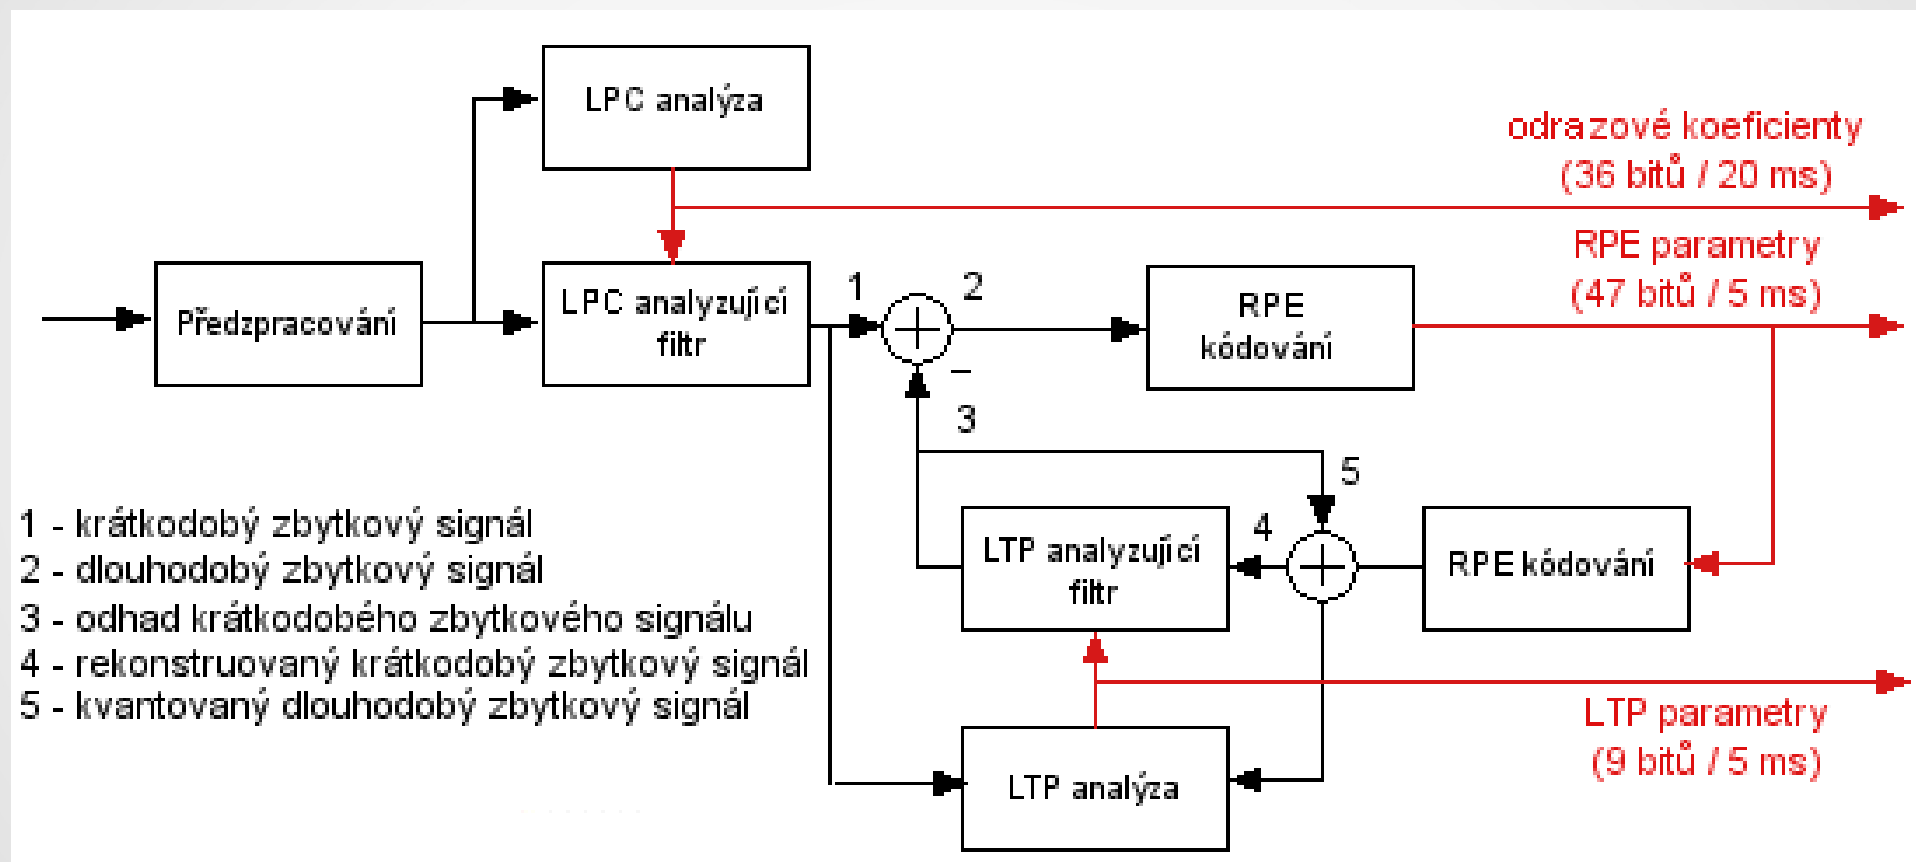 LPC analýza
odrazové koeficienty
(36 bitů / 20 ms)
RPE parametry
(47 bitů / 5 ms)
Předzpracování
LPC analyzující
filtr
1
2
RPE
kódování
–
3
5
4
LTP analyzující
filtr
RPE kódování
1 - krátkodobý zbytkový signál
2 - dlouhodobý zbytkový signál
3 - odhad krátkodobého zbytkového signálu
4 - rekonstruovaný krátkodobý zbytkový signál
5 - kvantovaný dlouhodobý zbytkový signál
LTP parametry
(9 bitů / 5 ms)
LTP analýza